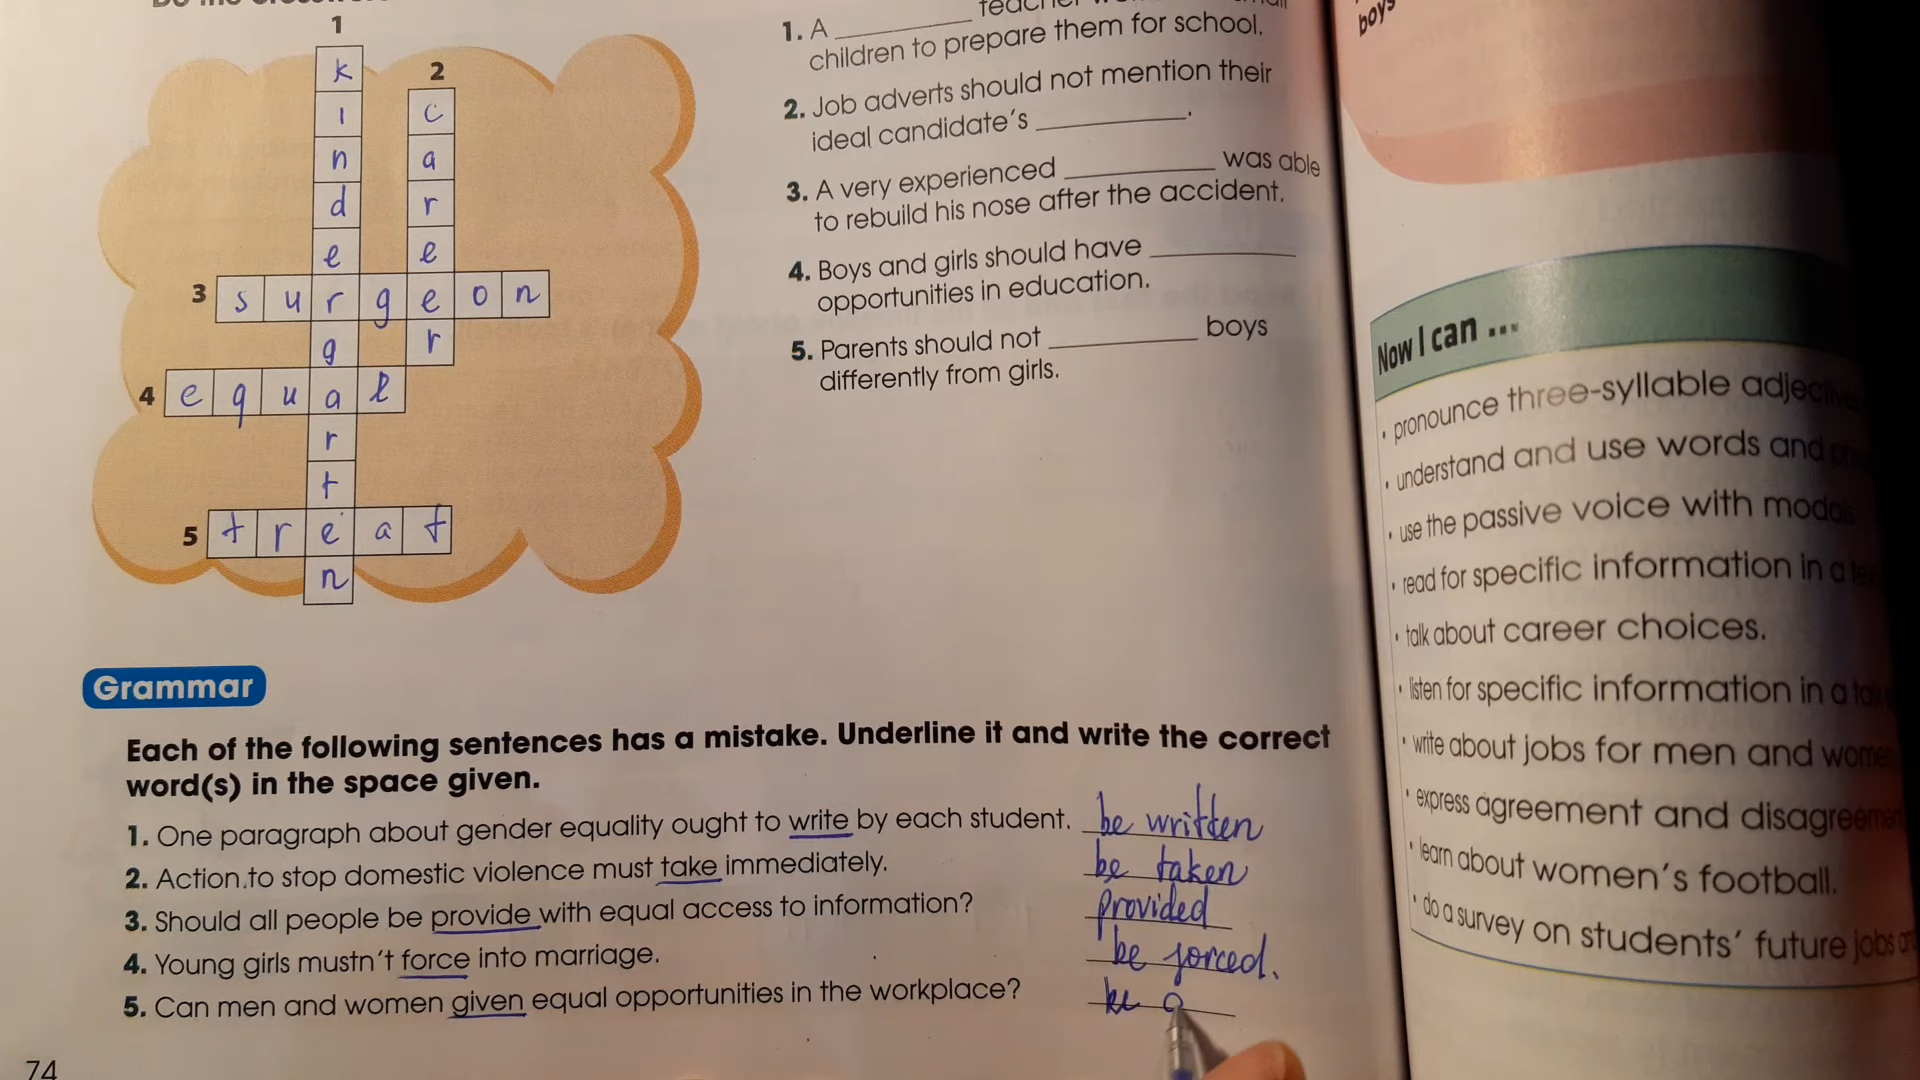 1
2
k
c
i
a
n
r
d
e
e
3 s u r g e o n
g
r
4 e q u a l
r
t
5 t r e a t
n
1. A ________ teacher
children to prepare them for school.
2. Job adverts should not mention their
ideal candidate's ________.
3. A very experienced ________ was able
to rebuild his nose after the accident.
4. Boys and girls should have ________
opportunities in education.
5. Parents should not ________ boys
differently from girls.
Grammar
Each of the following sentences has a mistake. Underline it and write the correct
word(s) in the space given.
1. One paragraph about gender equality ought to write by each student. be written
2. Action to stop domestic violence must take immediately. be taken
3. Should all people be provide with equal access to information? provided
4. Young girls mustn't force into marriage. be forced.
5. Can men and women given equal opportunities in the workplace? be g
74
boys
Now I can ...
• pronounce three-syllable
• understand and use words and
• use the passive voice with
• read for specific information in a
• talk about career choices.
• listen for specific information in a
• write about jobs for men and
• express agreement and
• learn about women's football.
• do a survey on students' future jobs